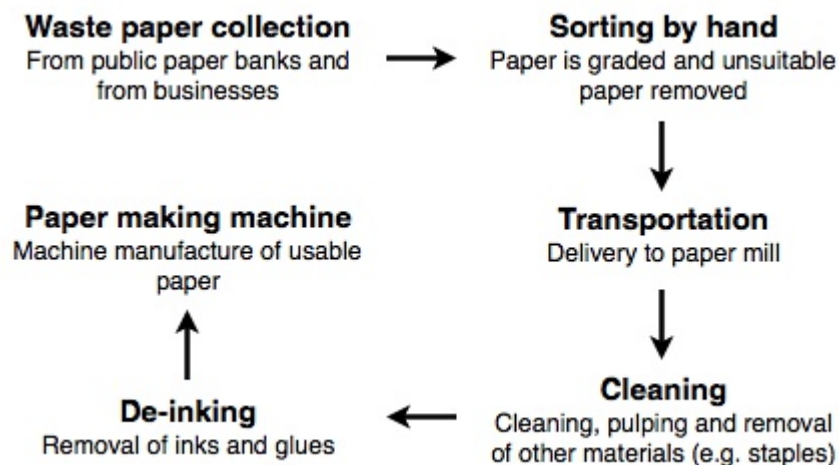 Waste paper collection
From public paper banks and
from businesses
Sorting by hand
Paper is graded and unsuitable
paper removed
Transportation
Delivery to paper mill
Cleaning
Cleaning, pulping and removal
of other materials (e.g. staples)
De-inking
Removal of inks and glues
Paper making machine
Machine manufacture of usable
paper